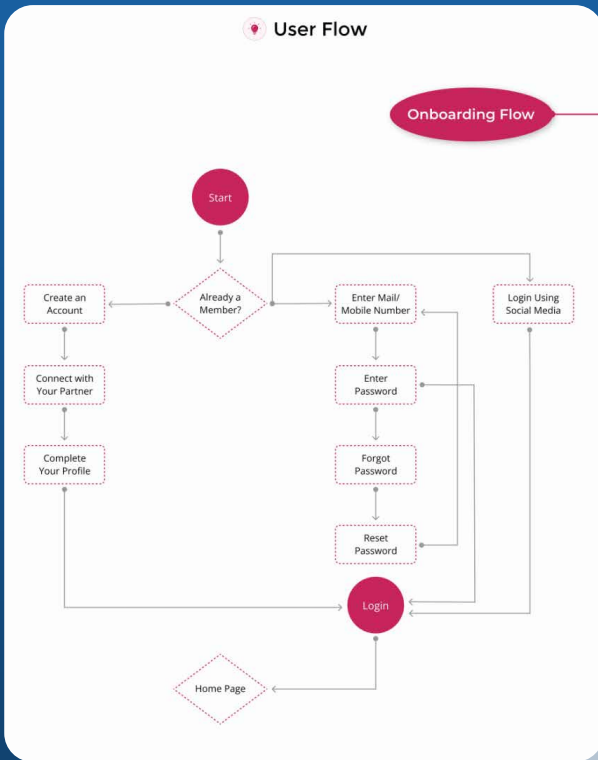 User Flow
Onboarding Flow
Start
Create an
Account
Already a
Member?
Enter Mail/
Mobile Number
Login Using
Social Media
Connect with
Your Partner
Enter
Password
Complete
Your Profile
Forgot
Password
Reset
Password
Login
Home Page